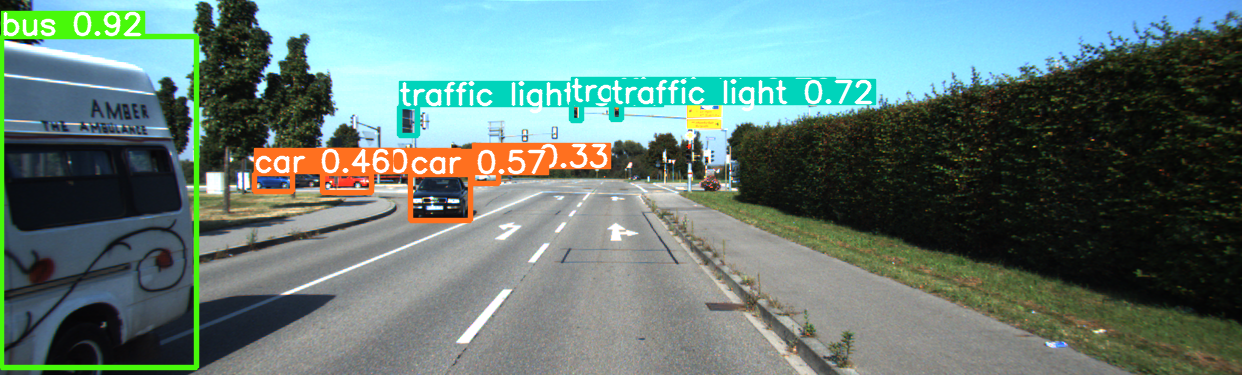 bus 0.92
traffic light
tra
traffic light 0.72
AMBER
THE AMBULANCE
car 0.460
car 0.57
0.33